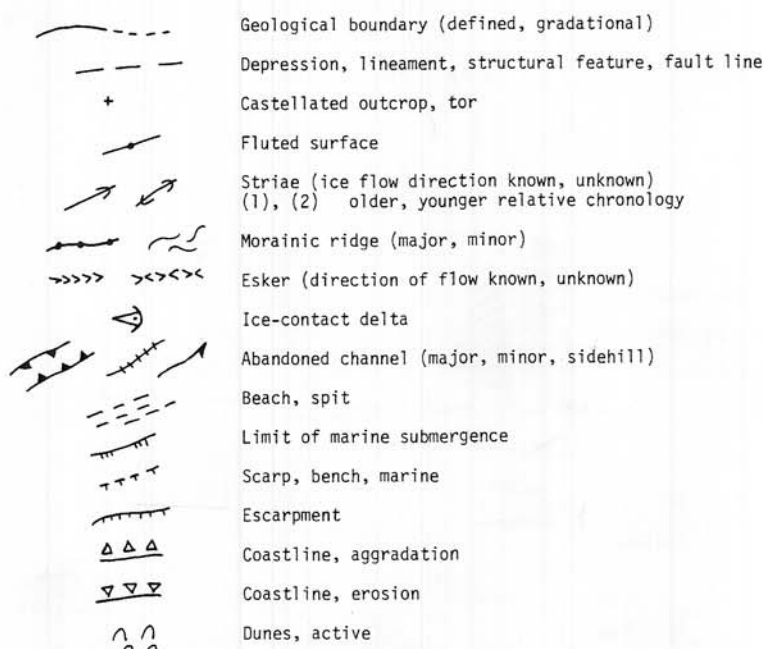 Geological boundary (defined, gradational)
Depression, lineament, structural feature, fault line
Castellated outcrop, tor
Fluted surface
Striae (ice flow direction known, unknown)
(1), (2) older, younger relative chronology
Morainic ridge (major, minor)
Esker (direction of flow known, unknown)
Ice-contact delta
Abandoned channel (major, minor, sidehill)
Beach, spit
Limit of marine submergence
Scarp, bench, marine
Escarpment
Coastline, aggradation
Coastline, erosion
Dunes, active